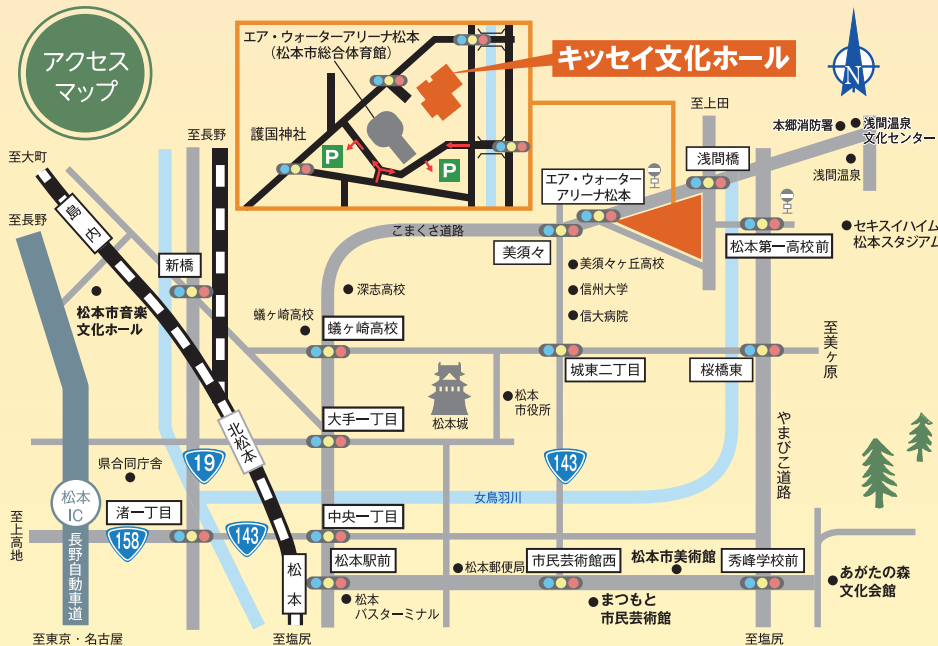 アクセス
マップ
エア・ウォーターアリーナ松本
(松本市総合体育館)
キッセイ文化ホール
護国神社
P
P
N
至上田
本郷消防署
浅間温泉
文化センター
浅間温泉
浅間橋
至長野
至大町
至長野
島内
エア・ウォーター
アリーナ松本
こまくさ道路
美須々
松本第一高校前
セキスイハイム
松本スタジアム
新橋
松本市音楽
文化ホール
深志高校
蟻ヶ崎高校
蟻ヶ崎高校
美須々ヶ丘高校
信州大学
信大病院
至美ヶ原
城東二丁目
桜橋東
松本城
松本
市役所
大手一丁目
北松本
やまびこ道路
県合同庁舎
19
143
女鳥羽川
松本
IC
渚一丁目
中央一丁目
至上高地
158
143
長野自動車道
松本
松本駅前
松本郵便局
市民芸術館西
松本市美術館
秀峰学校前
あがたの森
文化会館
松本
バスターミナル
まつもと
市民芸術館
至東京・名古屋
至塩尻
至塩尻